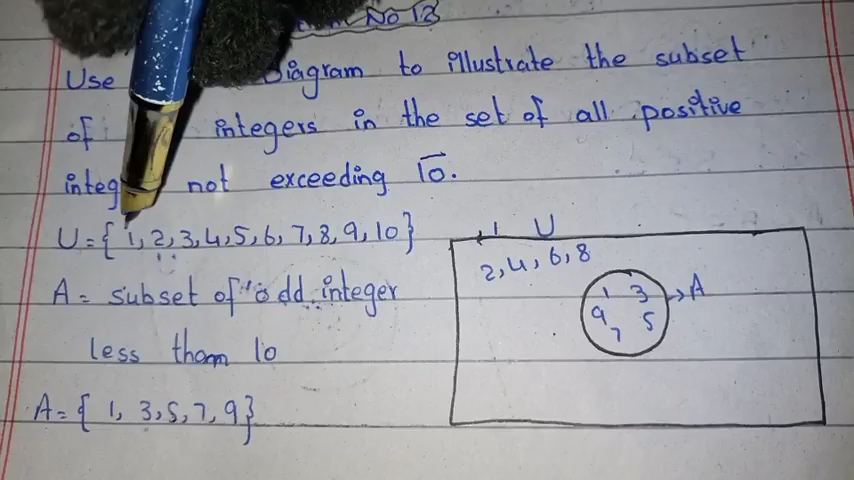 No 13
Use Diagram to illustrate the subset
of integers in the set of all positive
integ not exceeding 10.
U = { 1, 2, 3, 4, 5, 6, 7, 8, 9, 10 }
A = subset of odd integer
less than 10
A = { 1, 3, 5, 7, 9 }
U
2, 4, 6, 8
1 3 → A
9 5
7